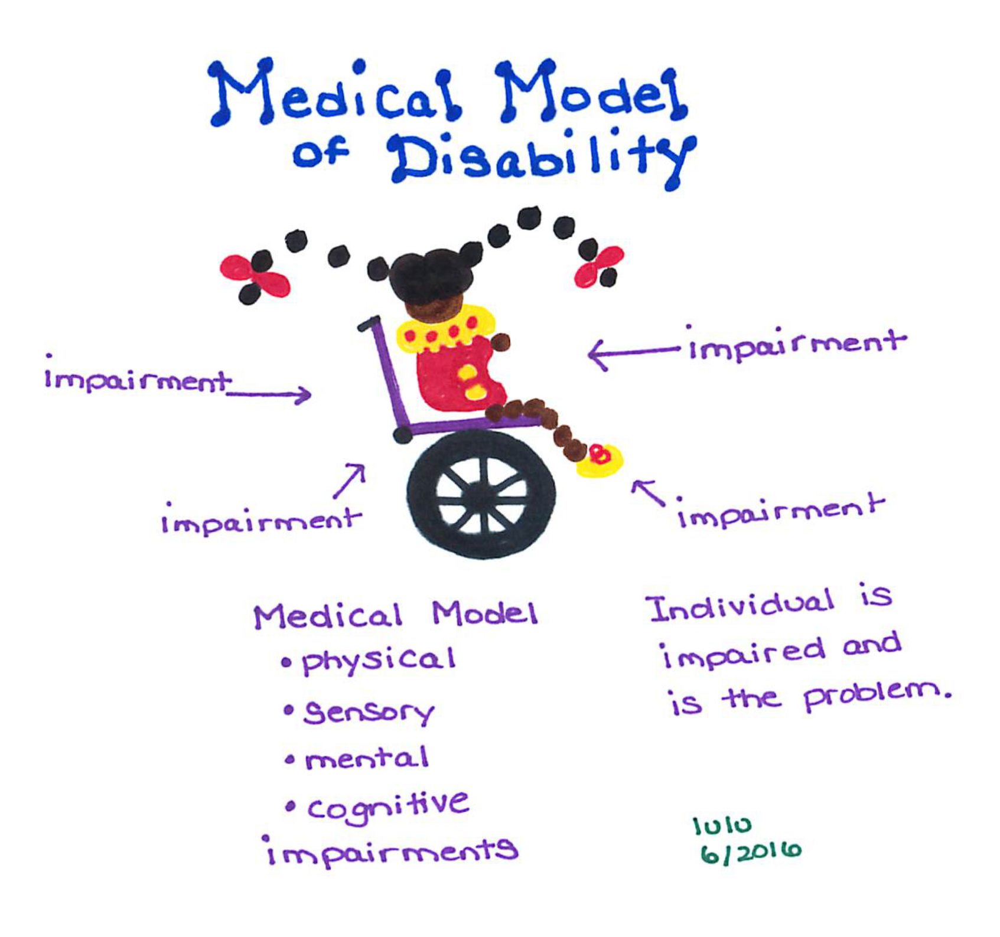 Medical Model
of Disability
impairment
impairment
impairment
impairment
Medical Model
• physical
• sensory
• mental
• cognitive
impairments
Individual is
impaired and
is the problem.
lulu
6/2016